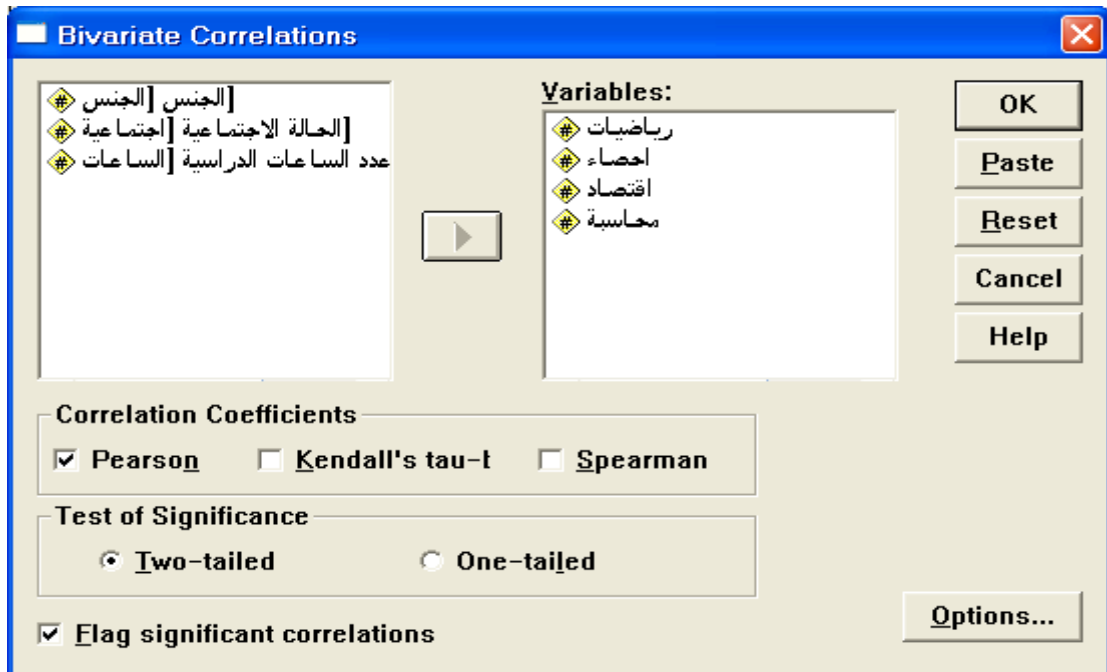 Bivariate Correlations
الجنس [الجنس]
الحالة الاجتماعية [اجتماعية]
عدد الساعات الدراسية [الساعات
Variables:
رياضيات
احصاء
اقتصاد
محاسبة
OK
Paste
Reset
Cancel
Help
Correlation Coefficients
Pearson
Kendall's tau-b
Spearman
Test of Significance
Two-tailed
One-tailed
Flag significant correlations
Options...